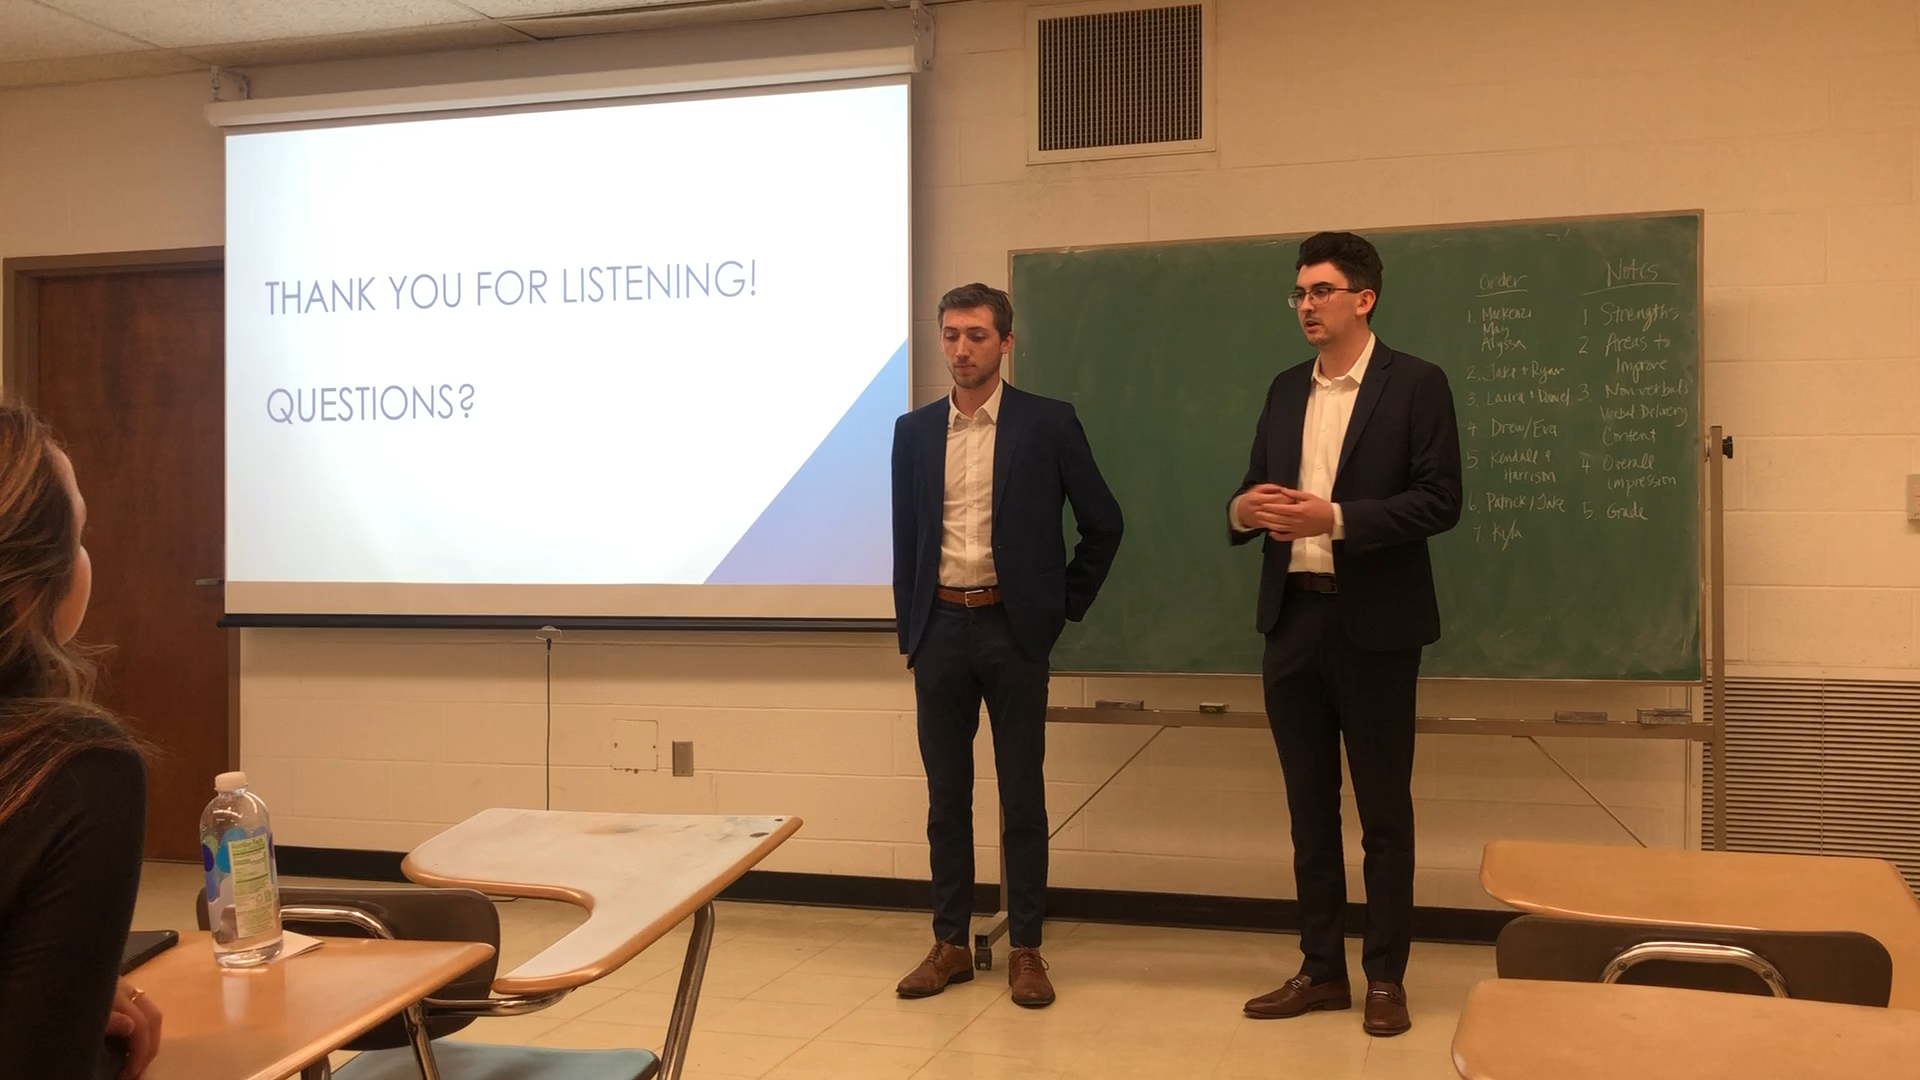 THANK YOU FOR LISTENING!
QUESTIONS?
Order
1. Mackenzi
May
Alyssa
2. Jake + Ryan
3. Laura + Daniel
4 Drew/Eva
5 Kendall &
Harrison
6. Patrick/Jake
7. Kyla
Notes
1 Strengths
2 Areas to
Improve
3. Nonverbals
Verbal Delivery
Content
4 Overall
impression
5. Grade